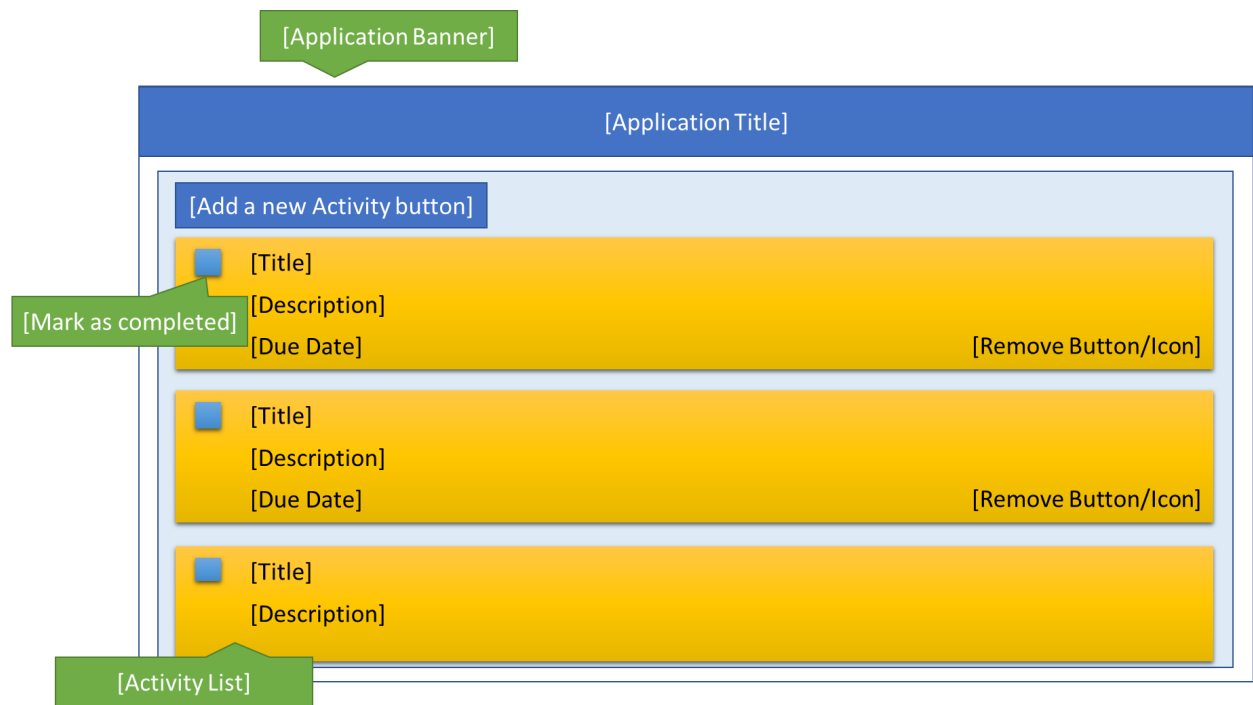 [Application Banner]
[Application Title]
[Add a new Activity button]
[Title]
[Description]
[Mark as completed]
[Due Date]
[Remove Button/Icon]
[Title]
[Description]
[Due Date]
[Remove Button/Icon]
[Title]
[Description]
[Activity List]